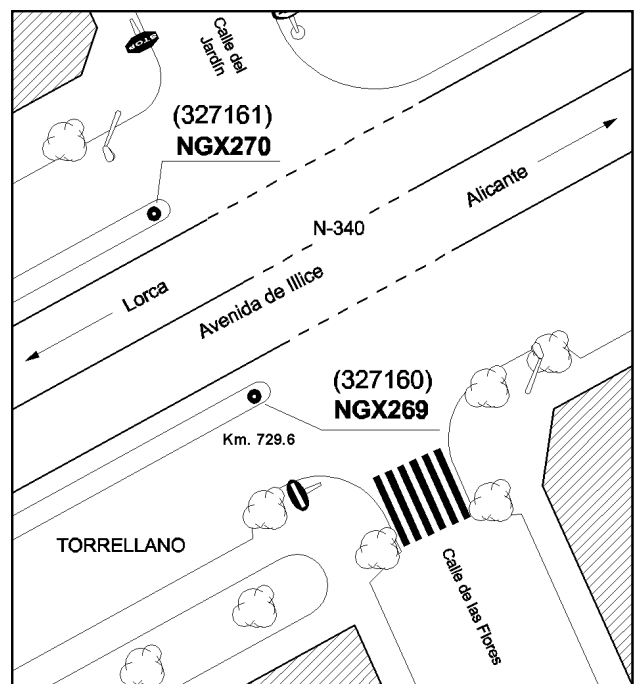 STOP
Calle del
Jardín
(327161)
NGX270
N-340
Alicante
Lorca
Avenida de Illice
(327160)
NGX269
Km. 729.6
TORRELLANO
Calle de las Flores